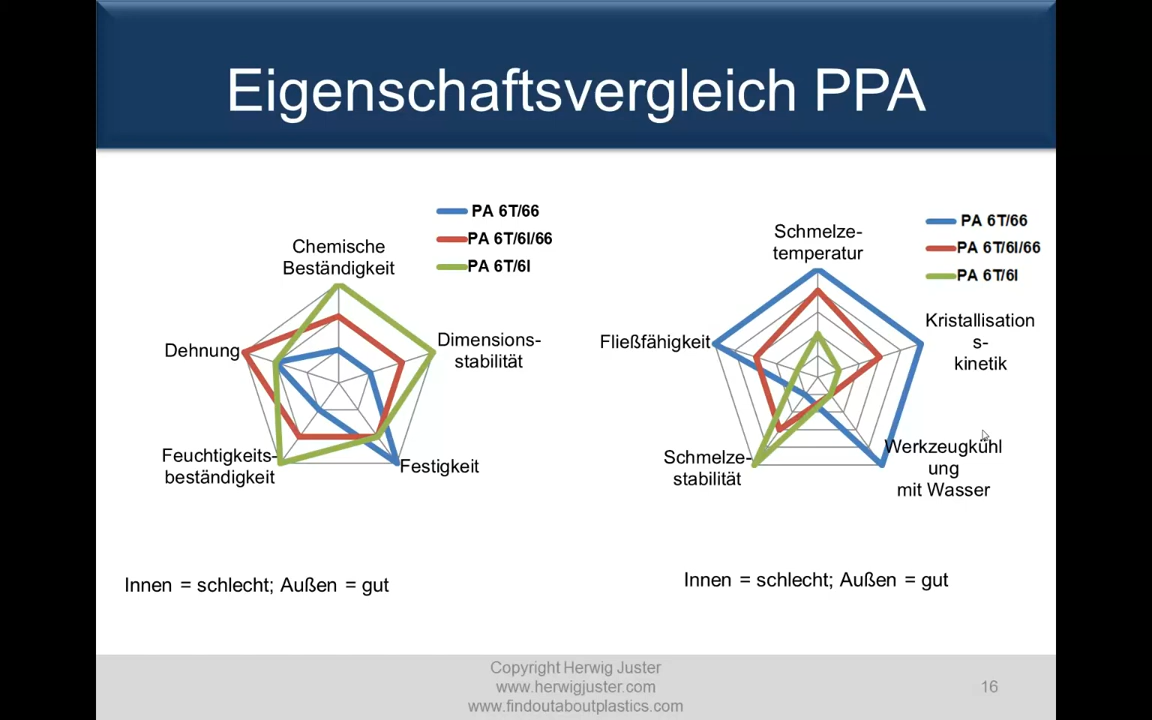 Eigenschaftsvergleich PPA
PA 6T/66
PA 6T/6I/66
PA 6T/6I
Chemische
Beständigkeit
Dimensions-
stabilität
Dehnung
Feuchtigkeits-
beständigkeit
Festigkeit
Innen = schlecht; Außen = gut
PA 6T/66
PA 6T/6I/66
PA 6T/6I
Schmelze-
temperatur
Kristallisation
s-
kinetik
Fließfähigkeit
Schmelze-
stabilität
Werkzeugkühl
ung
mit Wasser
Innen = schlecht; Außen = gut
Copyright Herwig Juster
www.herwigjuster.com
www.findoutaboutplastics.com
16